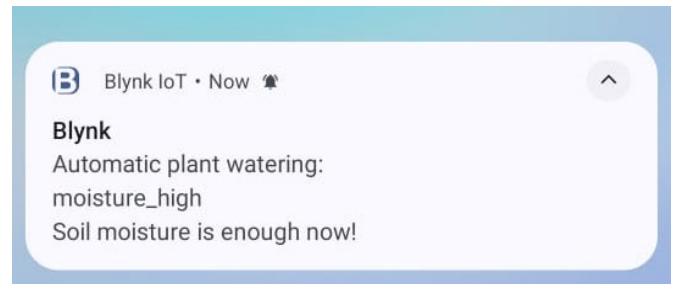 B Blynk IoT • Now
Blynk
Automatic plant watering:
moisture_high
Soil moisture is enough now!